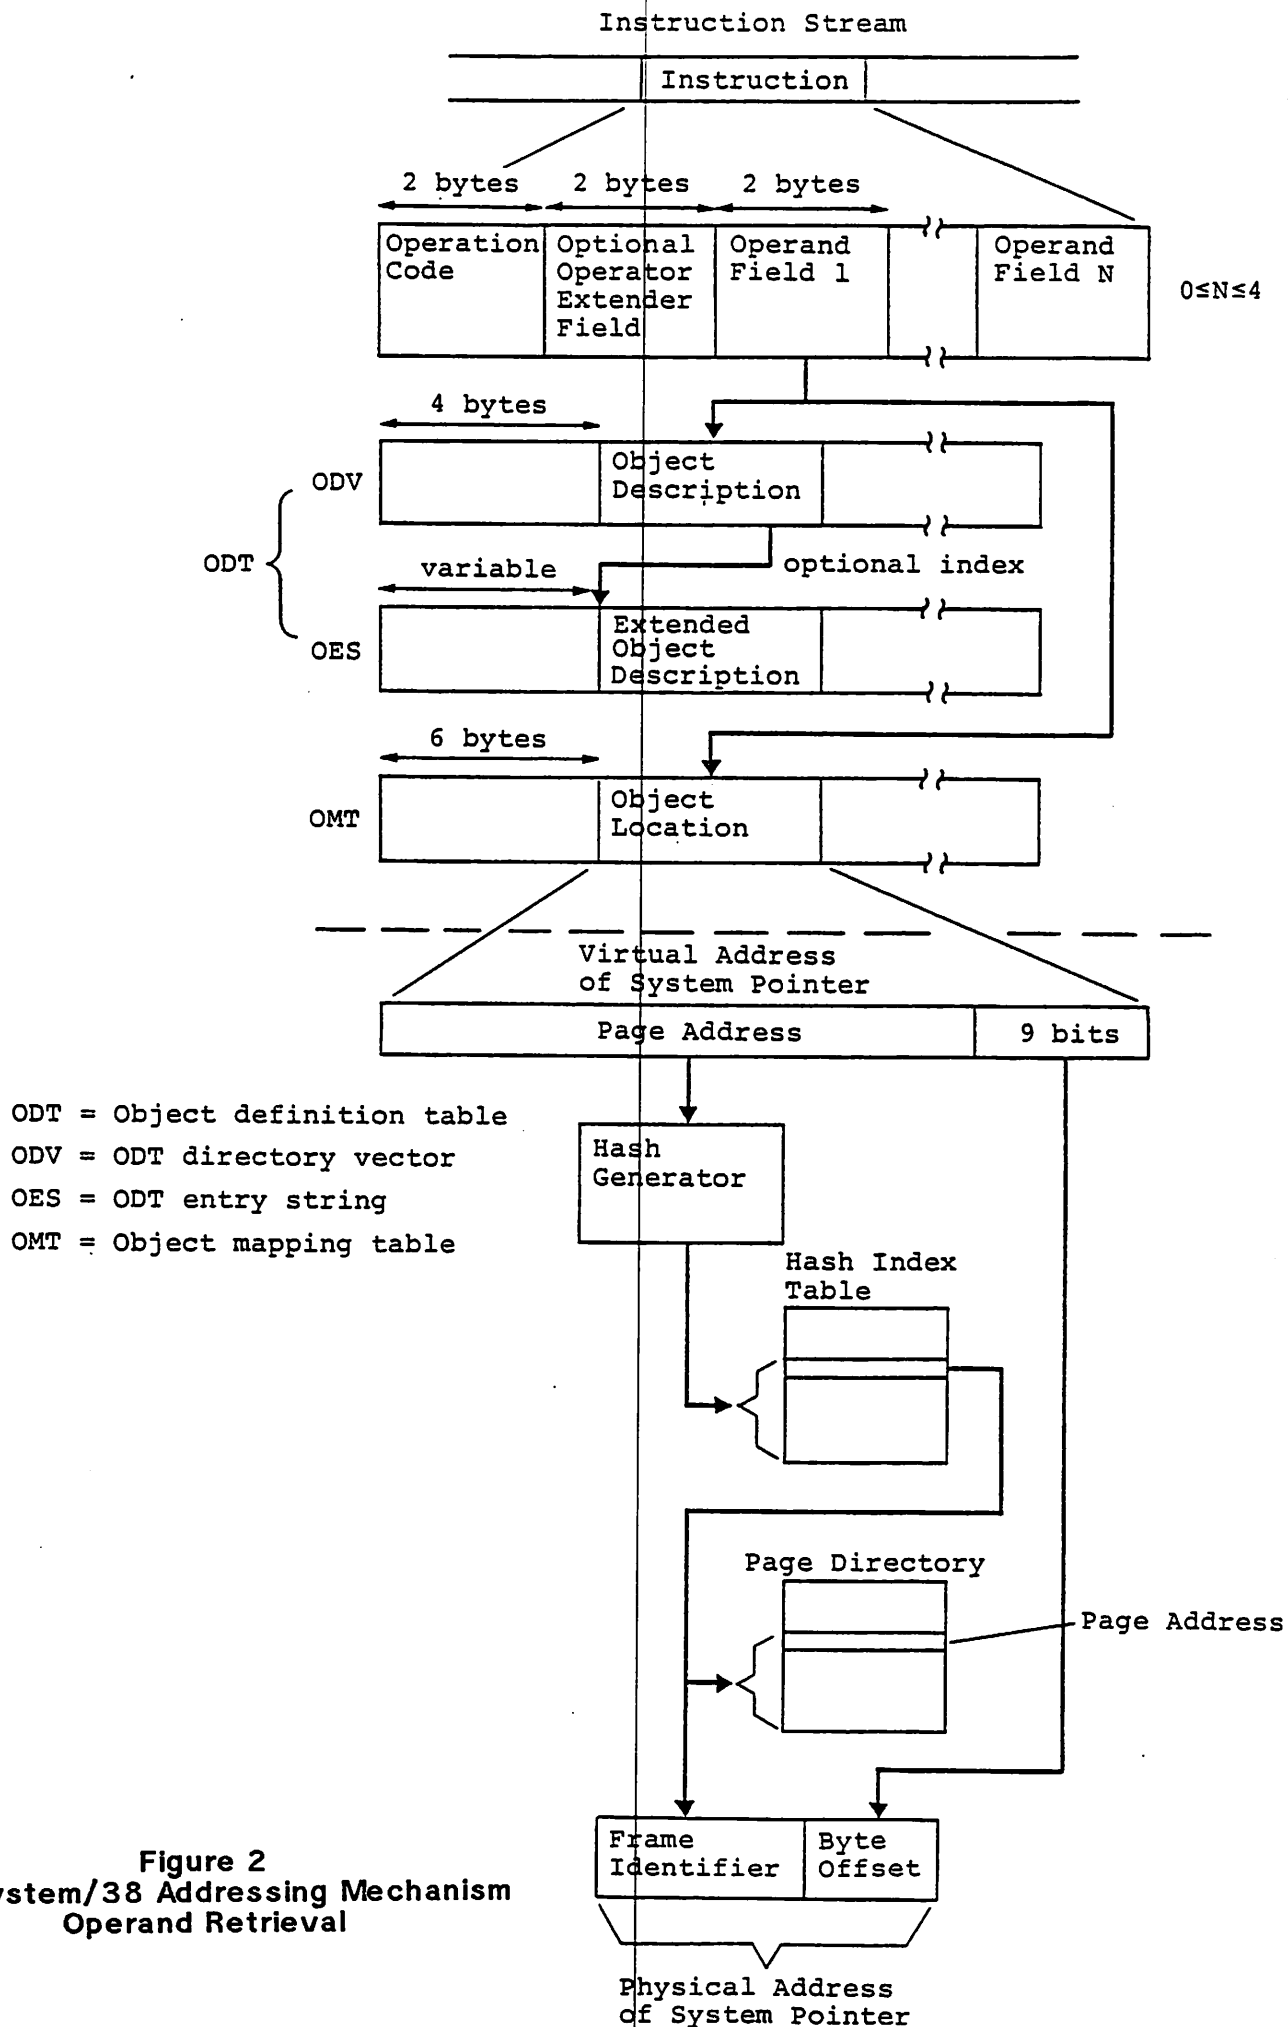 Instruction Stream
Instruction
2 bytes 2 bytes 2 bytes
Operation
Code
Optional
Operator
Extender
Field
Operand
Field 1
Operand
Field N
0≤N≤4
4 bytes
ODV
Object
Description
ODT
variable
optional index
OES
Extended
Object
Description
6 bytes
OMT
Object
Location
Virtual Address
of System Pointer
Page Address
9 bits
ODT = Object definition table
ODV = ODT directory vector
OES = ODT entry string
OMT = Object mapping table
Hash
Generator
Hash Index
Table
Page Directory
Page Address
Frame
Identifier
Byte
Offset
Figure 2
ystem/38 Addressing Mechanism
Operand Retrieval
Physical Address
of System Pointer